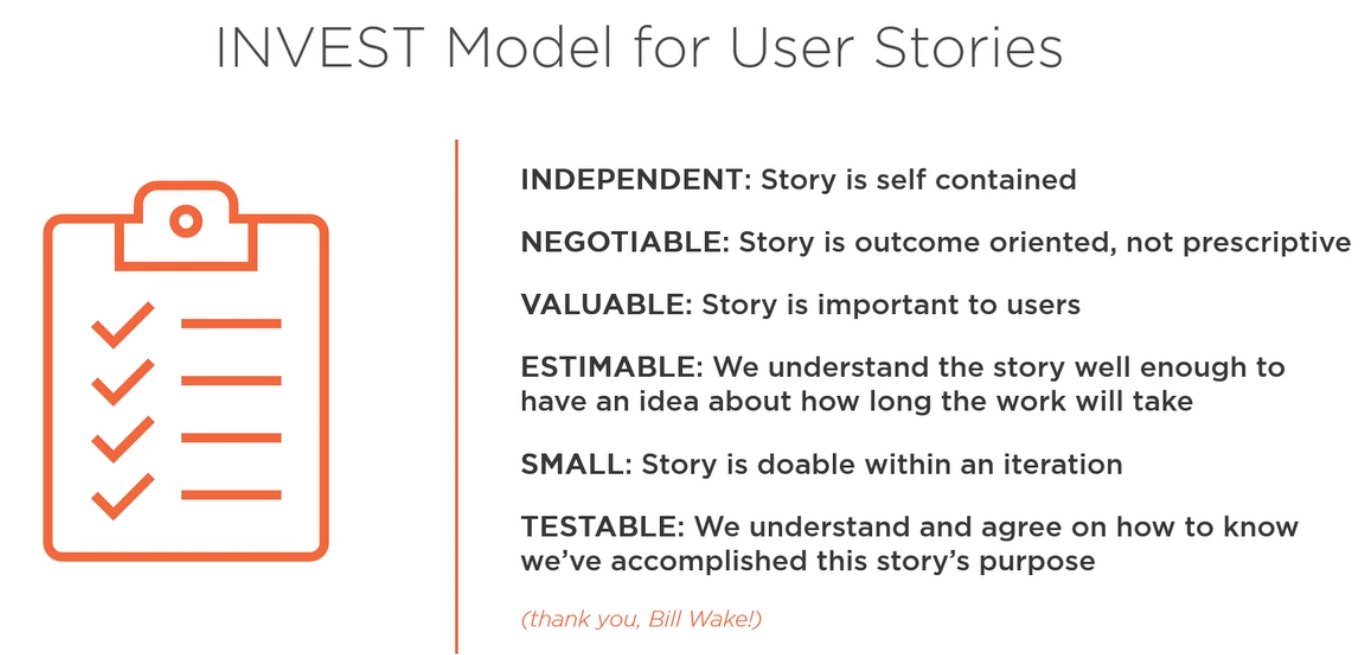 INVEST Model for User Stories
INDEPENDENT: Story is self contained
NEGOTIABLE: Story is outcome oriented, not prescriptive
VALUABLE: Story is important to users
ESTIMABLE: We understand the story well enough to
have an idea about how long the work will take
SMALL: Story is doable within an iteration
TESTABLE: We understand and agree on how to know
we’ve accomplished this story’s purpose
(thank you, Bill Wake!)